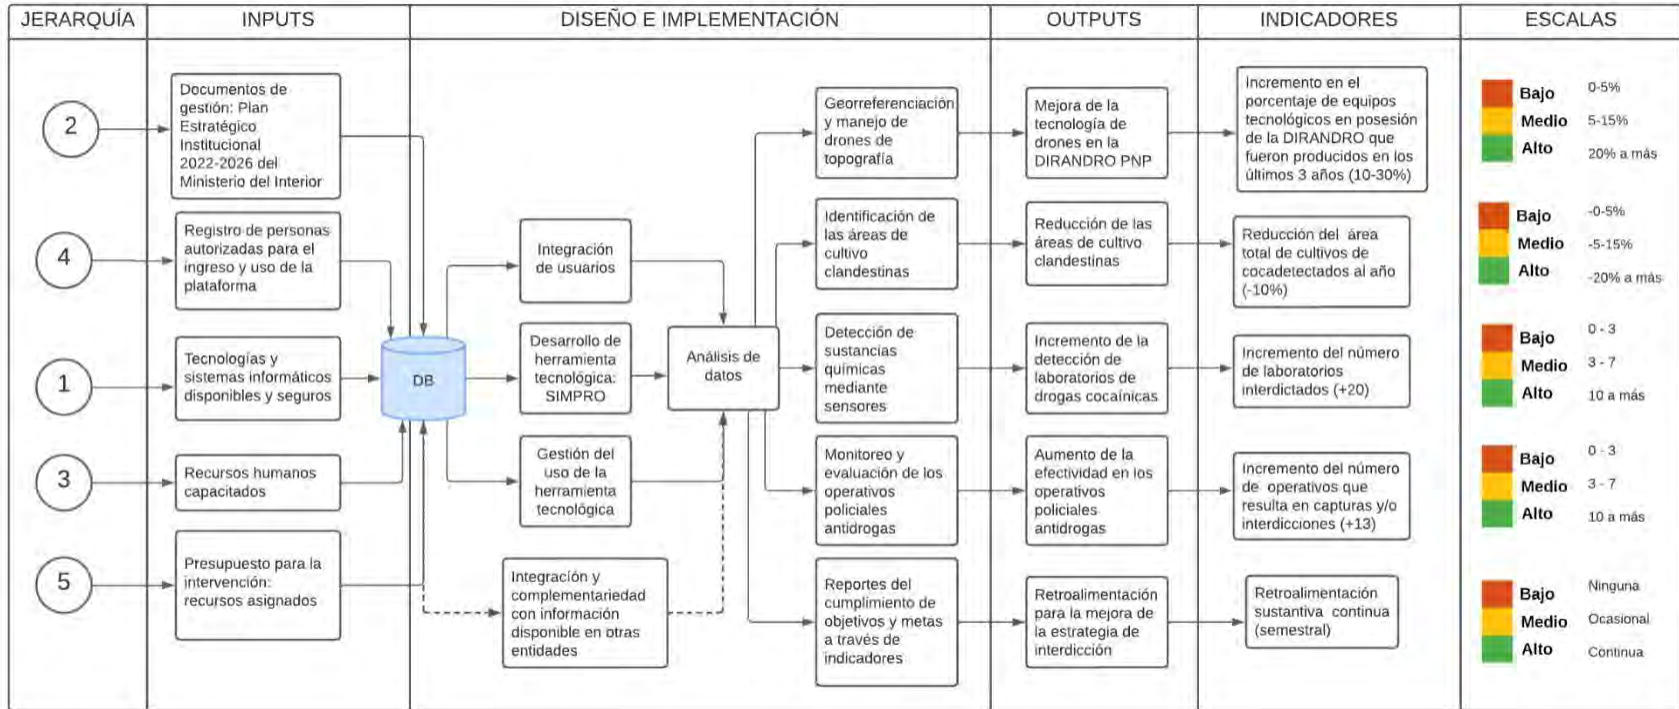 JERARQUÍA
INPUTS
DISEÑO E IMPLEMENTACIÓN
OUTPUTS
INDICADORES
ESCALAS
2
Documentos de
gestión: Plan
Estratégico
Institucional
2022-2026 del
Ministerio del Interior
4
Registro de personas
autorizadas para el
ingreso y uso de la
plataforma
1
Tecnologías y
sistemas informáticos
disponibles y seguros
3
Recursos humanos
capacitados
5
Presupuesto para la
intervención:
recursos asignados
DB
Integración
de usuarios
Desarrollo de
herramienta
tecnológica:
SIMPRO
Gestión del
uso de la
herramienta
tecnológica
Integración y
complementariedad
con información
disponible en otras
entidades
Análisis de
datos
Georreferenciación
y manejo de
drones de
topografía
Mejora de la
tecnología de
drones en la
DIRANDRO PNP
Incremento en el
porcentaje de equipos
tecnológicos en posesión
de la DIRANDRO que
fueron producidos en los
últimos 3 años (10-30%)
Bajo 0-5%
Medio 5-15%
Alto 20% a más
Identificación de
las áreas de
cultivo
clandestinas
Reducción de las
áreas de cultivo
clandestinas
Reducción del área
total de cultivos de
cocadetectados al año
(-10%)
Bajo -0-5%
Medio -5-15%
Alto -20% a más
Detección de
sustancias
químicas
mediante
sensores
Incremento de la
detección de
laboratorios de
drogas cocaínicas
Incremento del número
de laboratorios
interdictados (+20)
Bajo 0 - 3
Medio 3 - 7
Alto 10 a más
Monitoreo y
evaluación de los
operativos
policiales
antidrogas
Aumento de la
efectividad en los
operativos
policiales
antidrogas
Incremento del número
de operativos que
resulta en capturas y/o
interdicciones (+13)
Bajo 0 - 3
Medio 3 - 7
Alto 10 a más
Reportes del
cumplimiento de
objetivos y metas
a través de
indicadores
Retroalimentación
para la mejora de
la estrategia de
interdicción
Retroalimentación
sustantiva continua
(semestral)
Bajo Ninguna
Medio Ocasional
Alto Continua